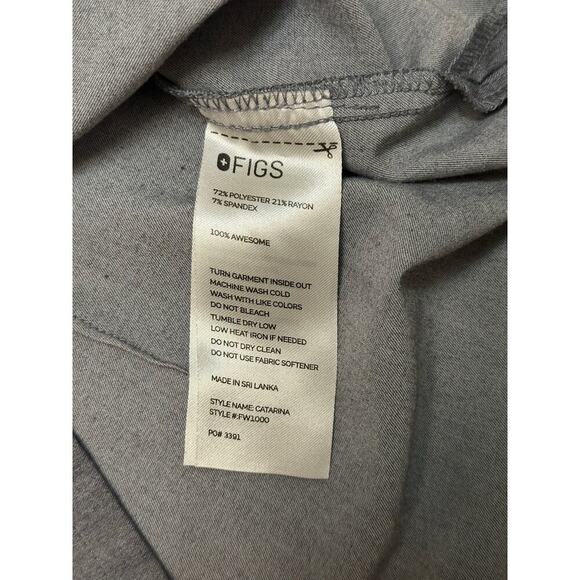 FIGS
72% POLYESTER 21% RAYON
7% SPANDEX
100% AWESOME
TURN GARMENT INSIDE OUT
MACHINE WASH COLD
WASH WITH LIKE COLORS
DO NOT BLEACH
TUMBLE DRY LOW
LOW HEAT IRON IF NEEDED
DO NOT DRY CLEAN
DO NOT USE FABRIC SOFTENER
MADE IN SRI LANKA
STYLE NAME: CATARINA
STYLE #:FW1000
PO# 3391